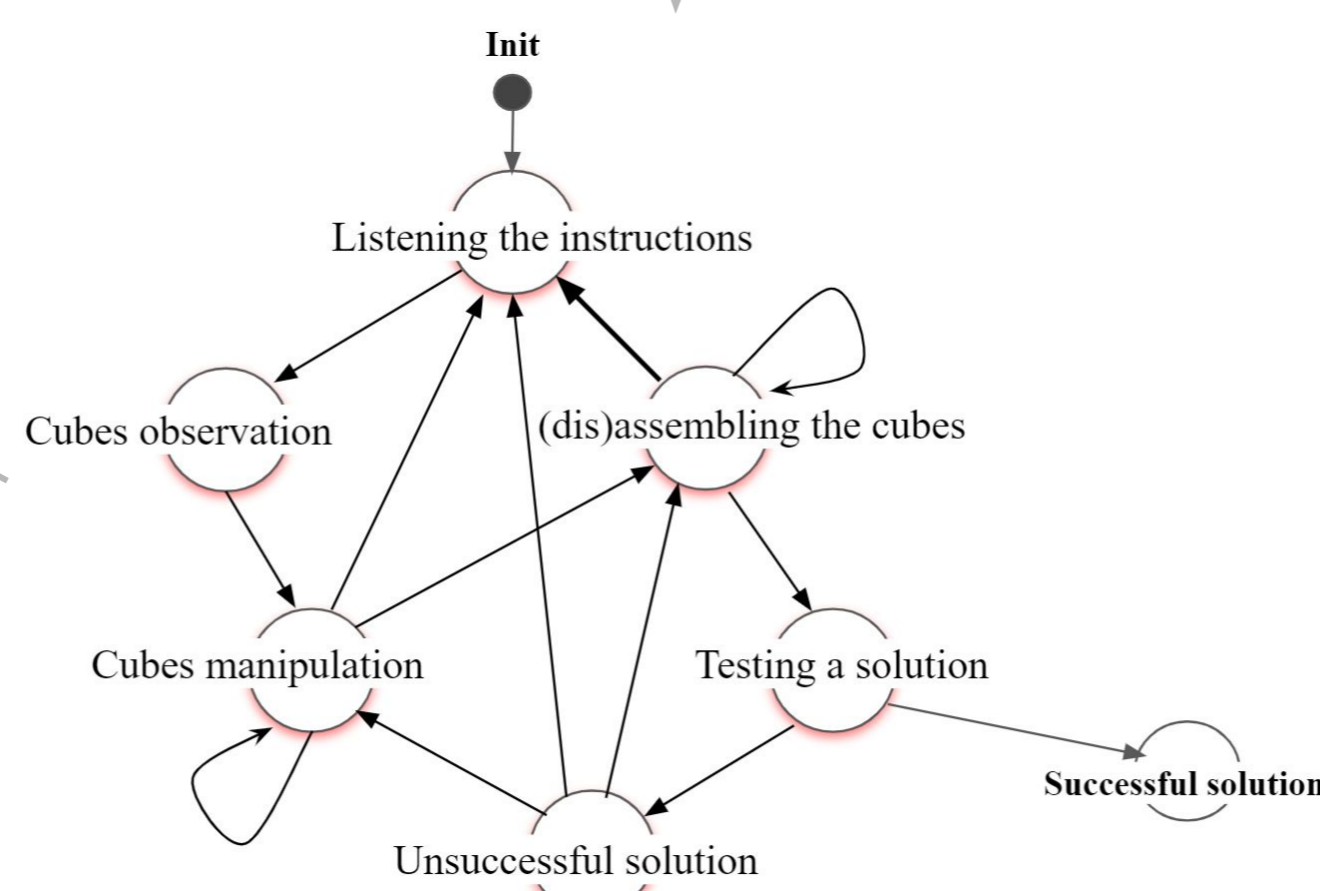 Init
Listening the instructions
Cubes observation
(dis)assembling the cubes
Cubes manipulation
Testing a solution
Successful solution
Unsuccessful solution